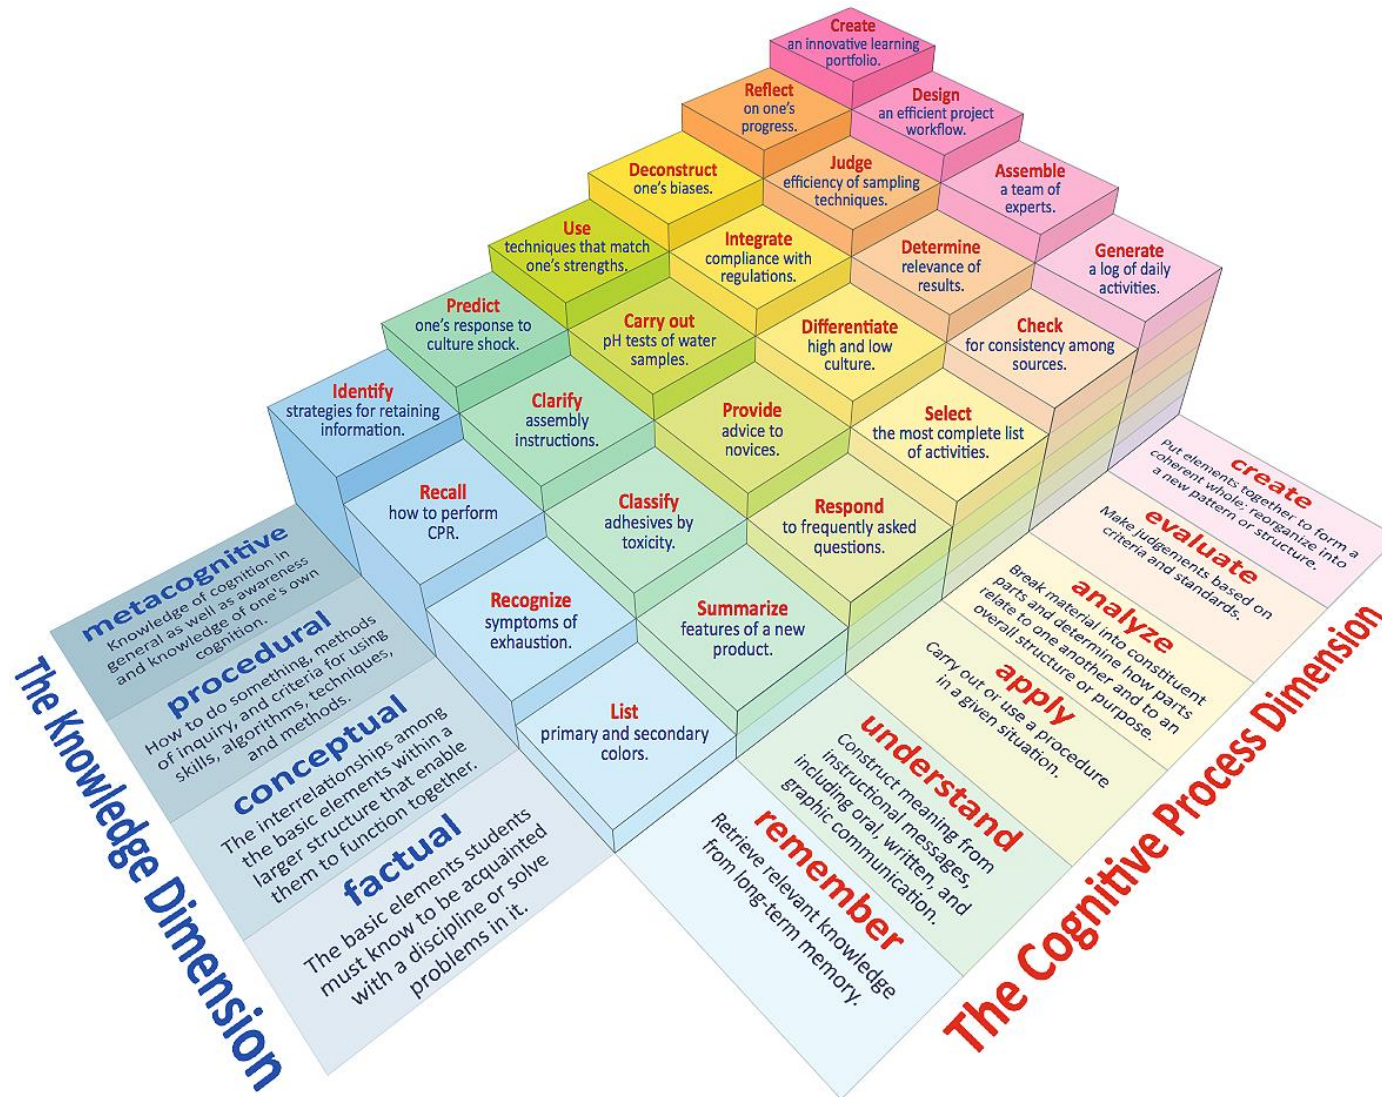 Create
an innovative learning
portfolio.
Reflect
on one's
progress.
Design
an efficient project
workflow.
Deconstruct
one's biases.
Judge
efficiency of sampling
techniques.
Assemble
a team of
experts.
Use
techniques that match
one's strengths.
Integrate
compliance with
regulations.
Determine
relevance of
results.
Generate
a log of daily
activities.
Predict
one's response to
culture shock.
Carry out
pH tests of water
samples.
Differentiate
high and low
culture.
Check
for consistency among
sources.
Identify
strategies for retaining
information.
Clarify
assembly
instructions.
Provide
advice to
novices.
Select
the most complete list
of activities.
Recall
how to perform
CPR.
Classify
adhesives by
toxicity.
Respond
to frequently asked
questions.
Recognize
symptoms of
exhaustion.
Summarize
features of a new
product.
List
primary and secondary
colors.
The Knowledge Dimension
metacognitive
Knowledge of cognition in
general as well as awareness
and knowledge of one's own
cognition.
procedural
How to do something, methods
of inquiry, and criteria for using
skills, algorithms, techniques,
and methods.
conceptual
The interrelationships among
the basic elements within a
larger structure that enable
them to function together.
factual
The basic elements students
must know to be acquainted
with a discipline or solve
problems in it.
The Cognitive Process Dimension
remember
Retrieve relevant knowledge
from long-term memory.
understand
Construct meaning from
instructional messages,
including oral, written, and
graphic communication.
apply
Carry out or use a procedure
in a given situation.
analyze
Break material into constituent
parts and determine how parts
relate to one another and to an
overall structure or purpose.
evaluate
Make judgements based on
criteria and standards.
create
Put elements together to form a
coherent whole; reorganize into
a new pattern or structure.